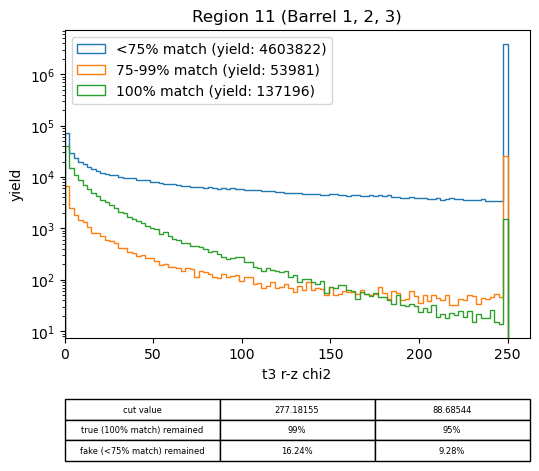 Region 11 (Barrel 1, 2, 3)
<75% match (yield: 4603822)
75-99% match (yield: 53981)
100% match (yield: 137196)
yield
10^6
10^5
10^4
10^3
10^2
10^1
0 50 100 150 200 250
t3 r-z chi2
cut value 277.18155 88.68544
true (100% match) remained 99% 95%
fake (<75% match) remained 16.24% 9.28%